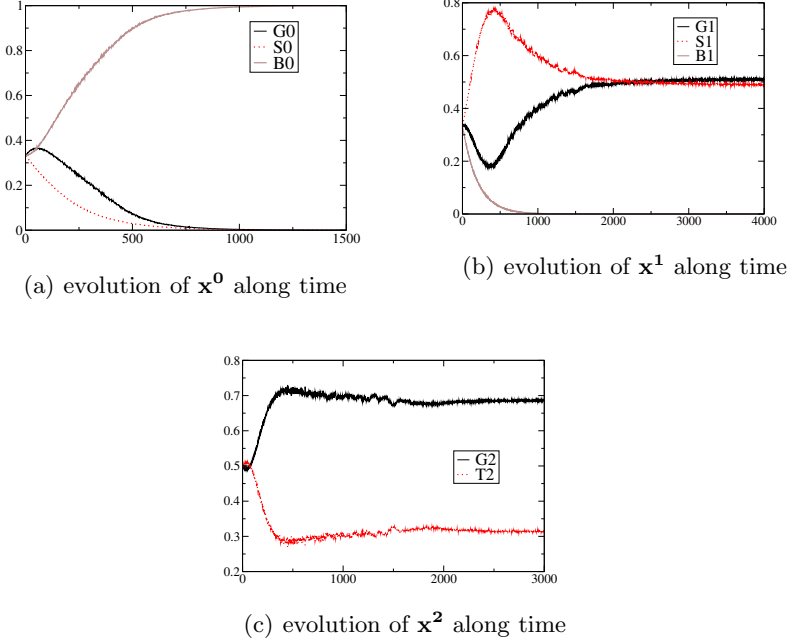 1
0.8
0.6
0.4
0.2
0
0
500
1000
1500
G0
S0
B0
(a) evolution of x⁰ along time
1
0.8
0.6
0.4
0.2
0
0
1000
2000
3000
4000
G1
S1
B1
(b) evolution of x¹ along time
0.8
0.7
0.6
0.5
0.4
0.3
0.2
0
1000
2000
3000
G2
T2
(c) evolution of x² along time